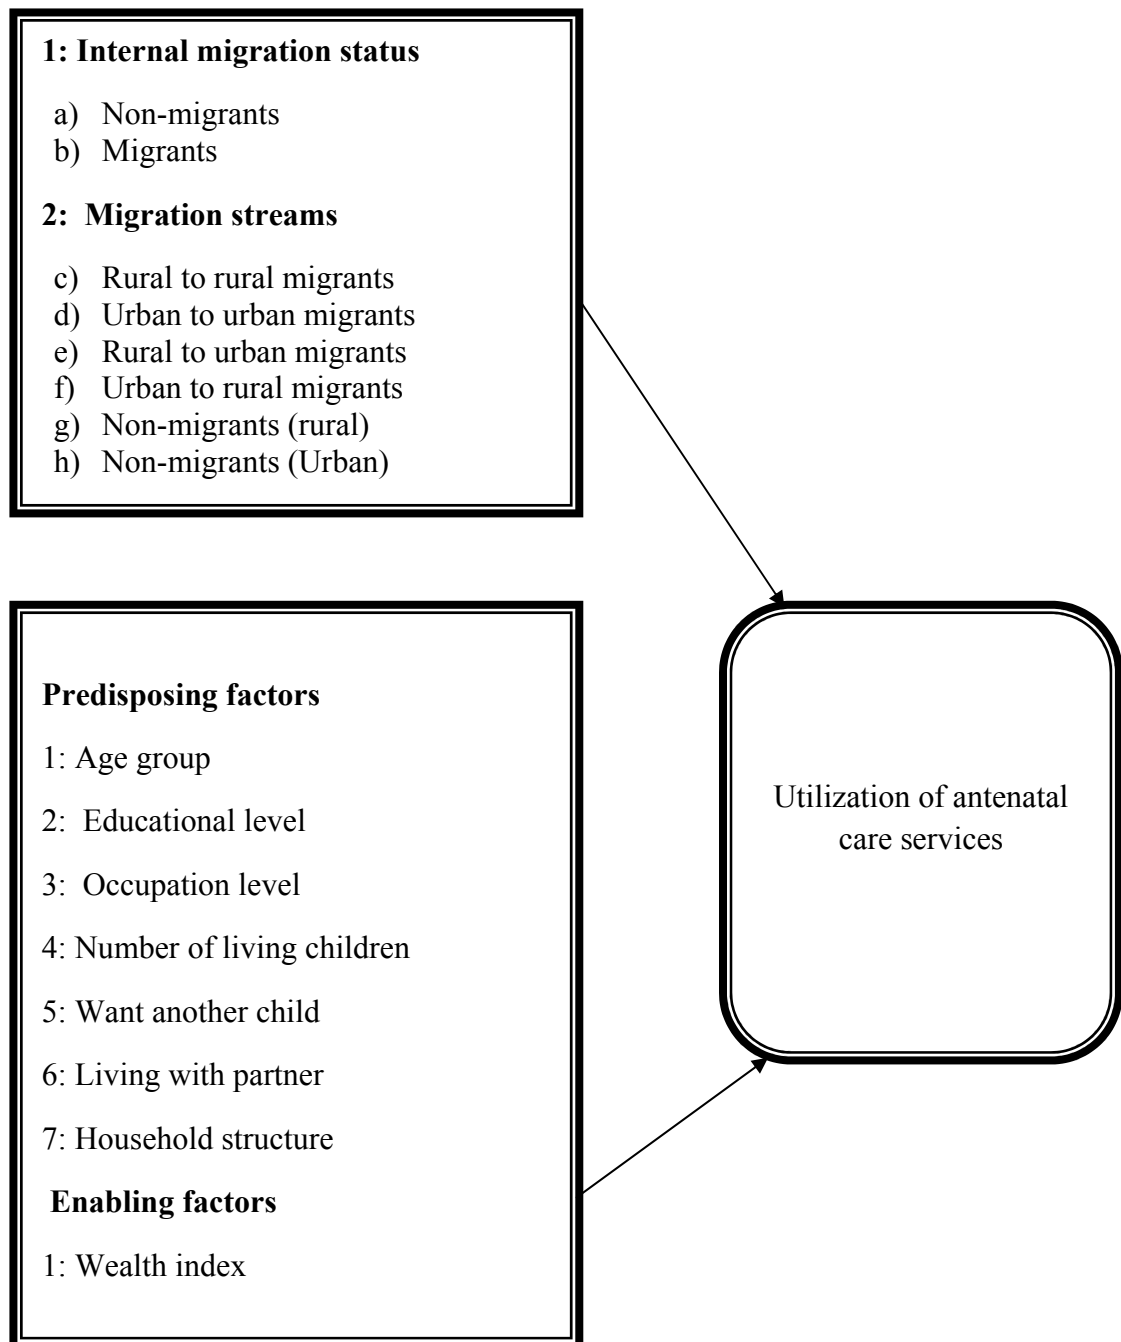 1: Internal migration status
a) Non-migrants
b) Migrants
2: Migration streams
c) Rural to rural migrants
d) Urban to urban migrants
e) Rural to urban migrants
f) Urban to rural migrants
g) Non-migrants (rural)
h) Non-migrants (Urban)
Predisposing factors
1: Age group
2: Educational level
3: Occupation level
4: Number of living children
5: Want another child
6: Living with partner
7: Household structure
Enabling factors
1: Wealth index
Utilization of antenatal
care services